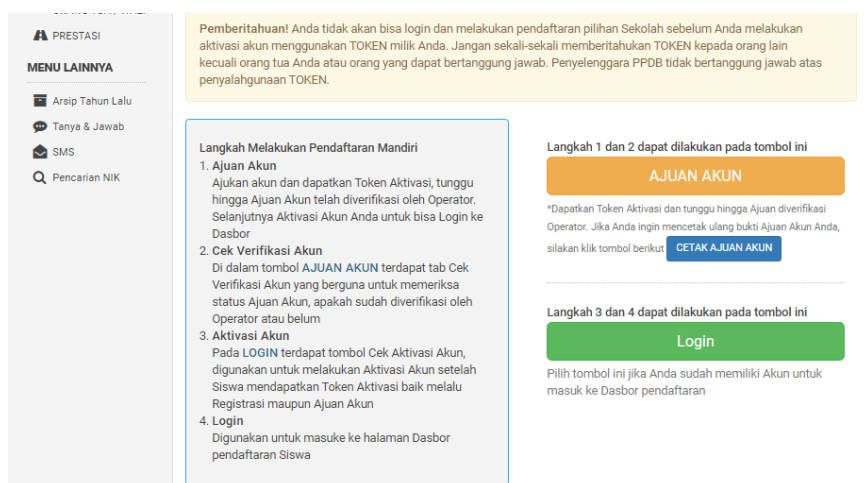 PRESTASI
MENU LAINNYA
Arsip Tahun Lalu
Tanya & Jawab
SMS
Pencarian NIK
Pemberitahuan! Anda tidak akan bisa login dan melakukan pendaftaran pilihan Sekolah sebelum Anda melakukan
aktivasi akun menggunakan TOKEN milik Anda. Jangan sekali-sekali memberitahukan TOKEN kepada orang lain
kecuali orang tua Anda atau orang yang dapat bertanggung jawab. Penyelenggara PPDB tidak bertanggung jawab atas
penyalahgunaan TOKEN.
Langkah Melakukan Pendaftaran Mandiri
1. Ajuan Akun
Ajukan akun dan dapatkan Token Aktivasi, tunggu
hingga Ajuan Akun telah diverifikasi oleh Operator.
Selanjutnya Aktivasi Akun Anda untuk bisa Login ke
Dasbor
2. Cek Verifikasi Akun
Di dalam tombol AJUAN AKUN terdapat tab Cek
Verifikasi Akun yang berguna untuk memeriksa
status Ajuan Akun, apakah sudah diverifikasi oleh
Operator atau belum
3. Aktivasi Akun
Pada LOGIN terdapat tombol Cek Aktivasi Akun,
digunakan untuk melakukan Aktivasi Akun setelah
Siswa mendapatkan Token Aktivasi baik melalu
Registrasi maupun Ajuan Akun
4. Login
Digunakan untuk masuke ke halaman Dasbor
pendaftaran Siswa
Langkah 1 dan 2 dapat dilakukan pada tombol ini
AJUAN AKUN
*Dapatkan Token Aktivasi dan tunggu hingga Ajuan diverifikasi
Operator. Jika Anda ingin mencetak ulang bukti Ajuan Akun Anda,
silakan klik tombol berikut CETAK AJUAN AKUN
Langkah 3 dan 4 dapat dilakukan pada tombol ini
Login
Pilih tombol ini jika Anda sudah memiliki Akun untuk
masuk ke Dasbor pendaftaran